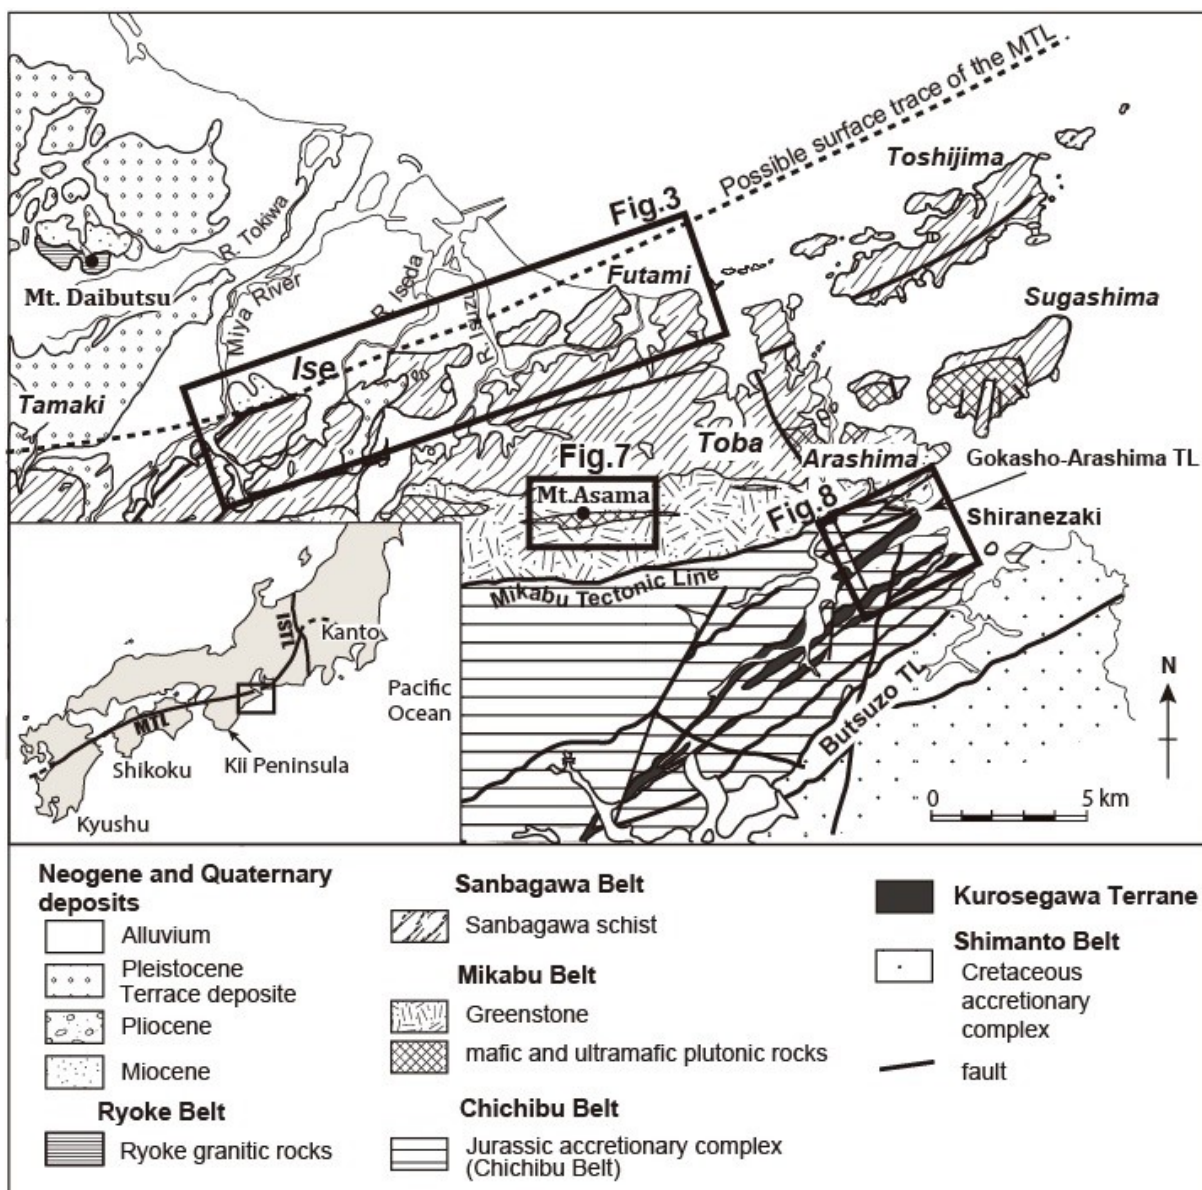 Possible surface trace of the MTL
Toshijima
Fig.3
R. Tokiwa
Mt. Daibutsu
Miya River
R. Iseda
R. Isizu
Futami
Sugashima
Ise
Tamaki
Toba
Arashima
Fig.7
Mt.Asama
Gokasho-Arashima TL
Fig.8
Shiranezaki
Mikabu Tectonic Line
Butsuzo TL
N
0
5 km
ISTL
Kanto
Pacific
Ocean
MTL
Shikoku
Kii Peninsula
Kyushu
Neogene and Quaternary
deposits
Alluvium
Pleistocene
Terrace deposite
Pliocene
Miocene
Ryoke Belt
Ryoke granitic rocks
Sanbagawa Belt
Sanbagawa schist
Mikabu Belt
Greenstone
mafic and ultramafic plutonic rocks
Chichibu Belt
Jurassic accretionary complex
(Chichibu Belt)
Kurosegawa Terrane
Shimanto Belt
Cretaceous
accretionary
complex
fault